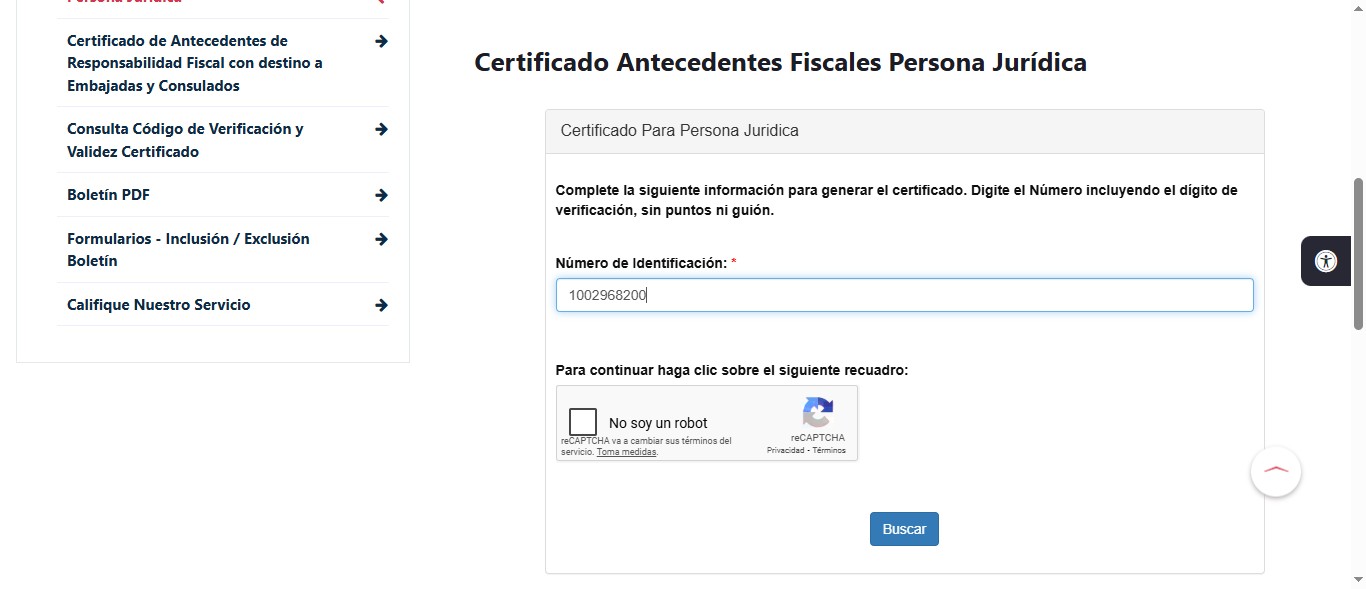 Persona Jurídica
Certificado de Antecedentes de
Responsabilidad Fiscal con destino a
Embajadas y Consulados
Consulta Código de Verificación y
Validez Certificado
Boletín PDF
Formularios - Inclusión / Exclusión
Boletín
Califique Nuestro Servicio
Certificado Antecedentes Fiscales Persona Jurídica
Certificado Para Persona Juridica
Complete la siguiente información para generar el certificado. Digite el Número incluyendo el dígito de
verificación, sin puntos ni guión.
Número de Identificación: *
1002968200
Para continuar haga clic sobre el siguiente recuadro:
No soy un robot
reCAPTCHA va a cambiar sus términos del
servicio. Toma medidas.
reCAPTCHA
Privacidad - Términos
Buscar